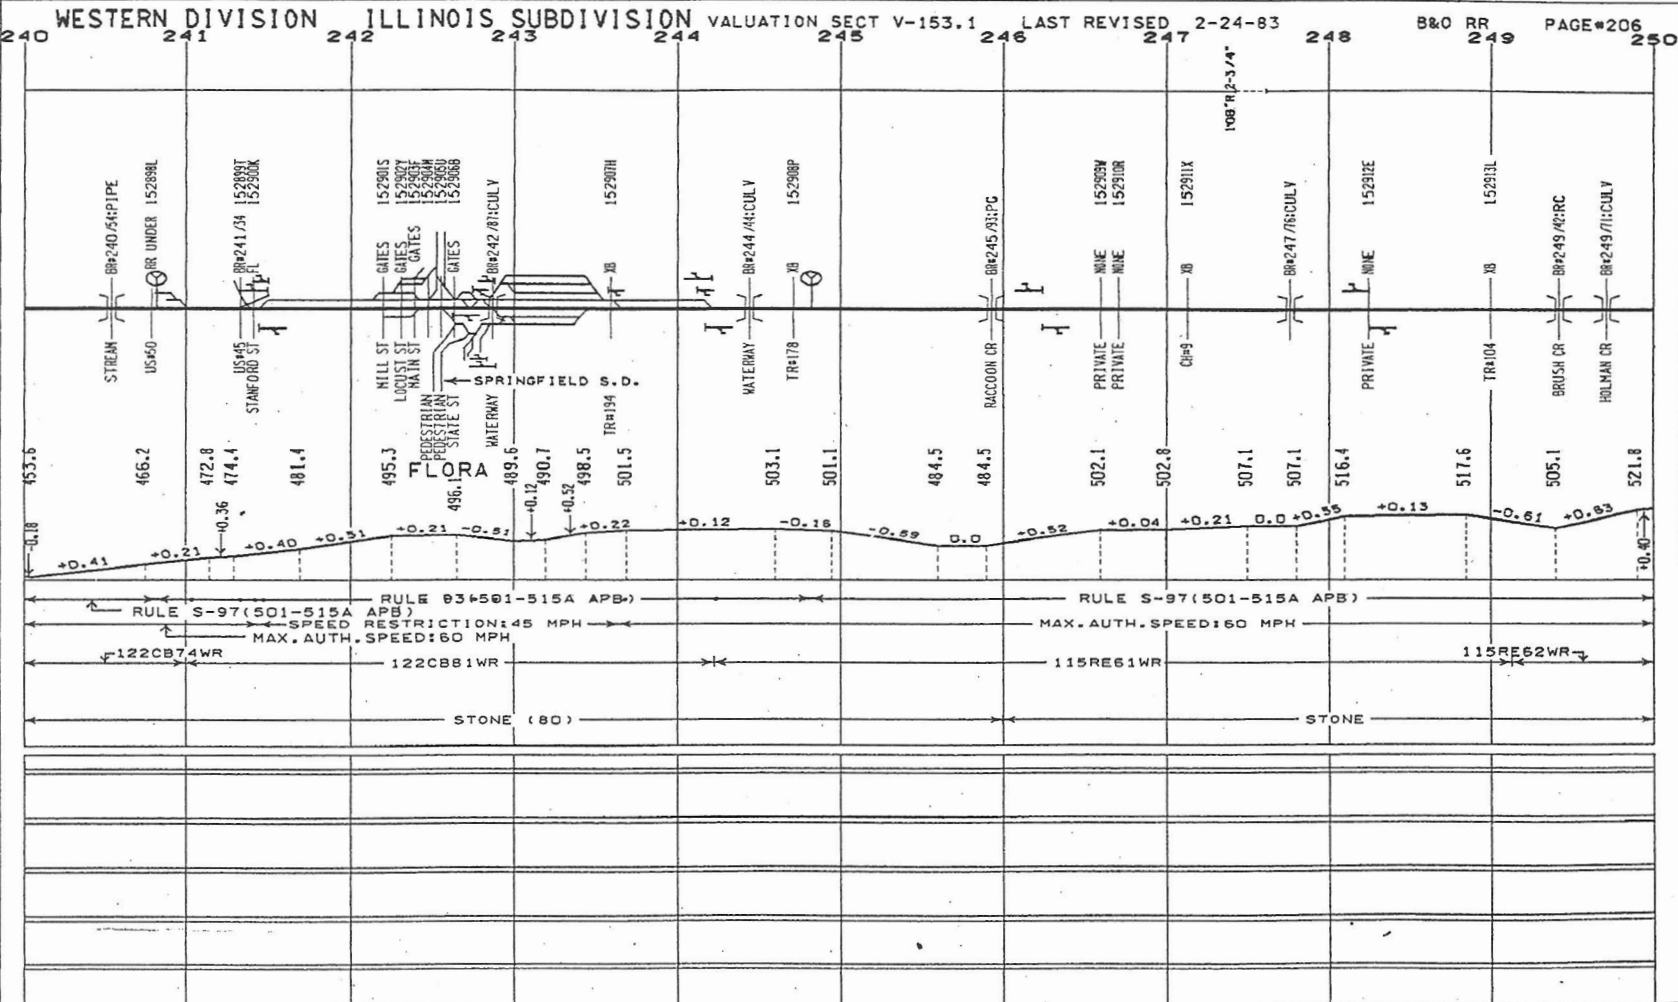 WESTERN DIVISION ILLINOIS SUBDIVISION VALUATION SECT V-153.1 LAST REVISED 2-24-83 B&O RR PAGE#206
240 241 242 243 244 245 246 247 248 249 250
1°08'R,2-3/4"
152898L 152899T 152900K 152901S 152902Y 152903F 152904M 152905U 152906B 152907H 152908P 152909W 152910R 152911X 152912E 152913L
BR#240/54:PIPE
RR UNDER
BR#241/34
FL
GATES
GATES
GATES
GATES
BR#242/87:CULV
XB
BR#244/44:CULV
XB
BR#245/93:PG
NONE
NONE
XB
BR#247/76:CULV
NONE
XB
BR#249/42:RC
BR#249/71:CULV
STREAM
US#50
US#45
STANFORD ST
MILL ST
LOCUST ST
MAIN ST
PEDESTRIAN
PEDESTRIAN
STATE ST
WATERWAY
TR#194
WATERWAY
TR#178
RACCOON CR
PRIVATE
PRIVATE
CH#9
PRIVATE
TR#104
BRUSH CR
HOLMAN CR
SPRINGFIELD S.D.
FLORA
453.6 466.2 472.8 474.4 481.4 495.3 496.1 489.6 490.7 498.5 501.5 503.1 501.1 484.5 484.5 502.1 502.8 507.1 507.1 516.4 517.6 505.1 521.8
-0.18 +0.41 +0.21 +0.36 +0.40 +0.51 +0.21 -0.51 +0.12 +0.52 +0.22 +0.12 -0.16 -0.59 0.0 +0.52 +0.04 +0.21 0.0 +0.55 +0.13 -0.61 +0.83 +0.40
RULE 93(501-515A APB) RULE S-97(501-515A APB)
RULE S-97(501-515A APB)
SPEED RESTRICTION:45 MPH MAX.AUTH.SPEED:60 MPH
MAX.AUTH.SPEED:60 MPH
122CB74WR 122CB81WR 115RE61WR 115RE62WR
STONE (80) STONE